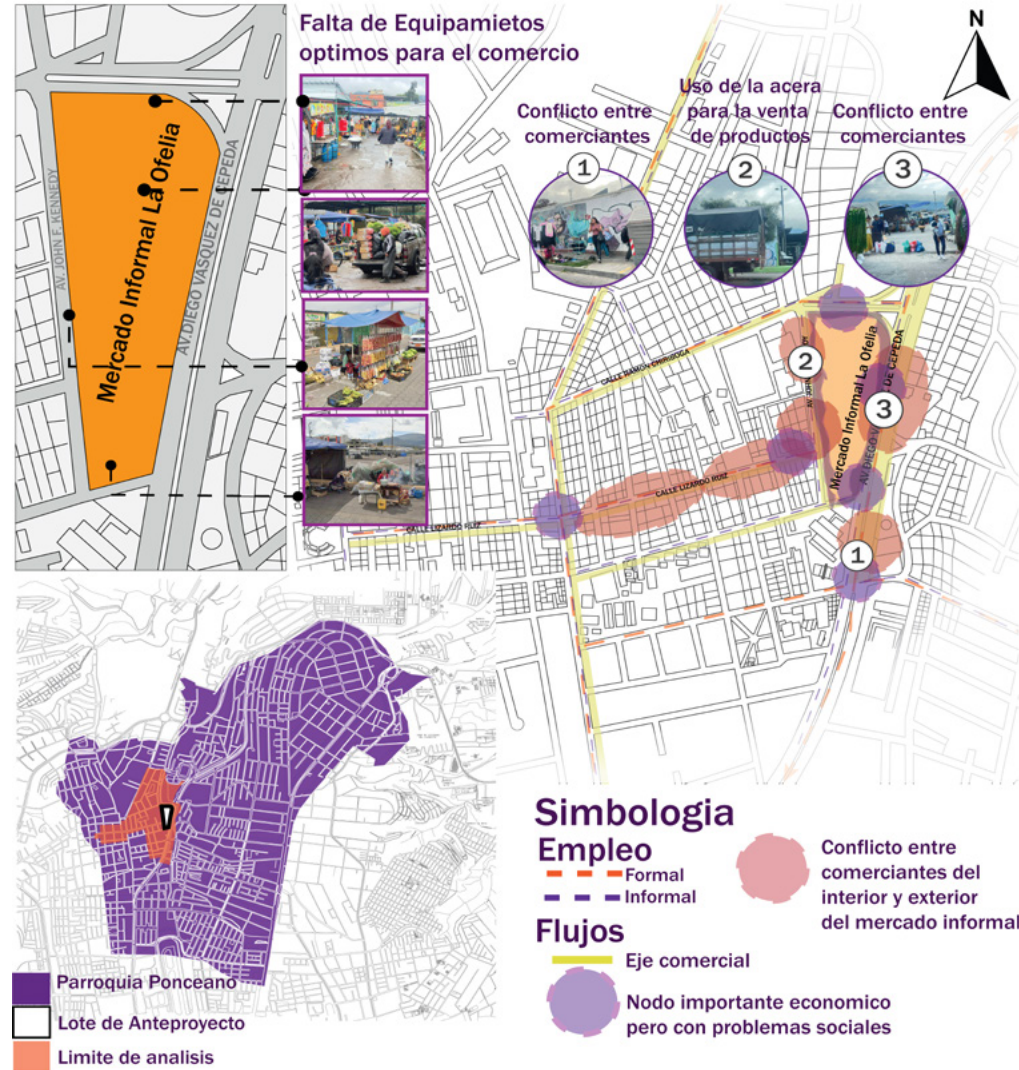 Falta de Equipamietos
optimos para el comercio
AV. JOHN F. KENNEDY
Mercado Informal La Ofelia
AV.DIEGO VASQUEZ DE CEPEDA
N
Conflicto entre
comerciantes
1
Uso de la acera
para la venta
de productos
2
Conflicto entre
comerciantes
3
CALLE RAMON CHIRIBOGA
2
Mercado Informal La Ofelia
3
AV.DIEGO V
DE CEPEDA
CALLE LIZARDO RUIZ
CALLE LIZARDO RUIZ
1
Simbologia
Empleo
Formal
Informal
Conflicto entre
comerciantes del
interior y exterior
del mercado informal
Flujos
Eje comercial
Nodo importante economico
pero con problemas sociales
Parroquia Ponceano
Lote de Anteproyecto
Limite de analisis